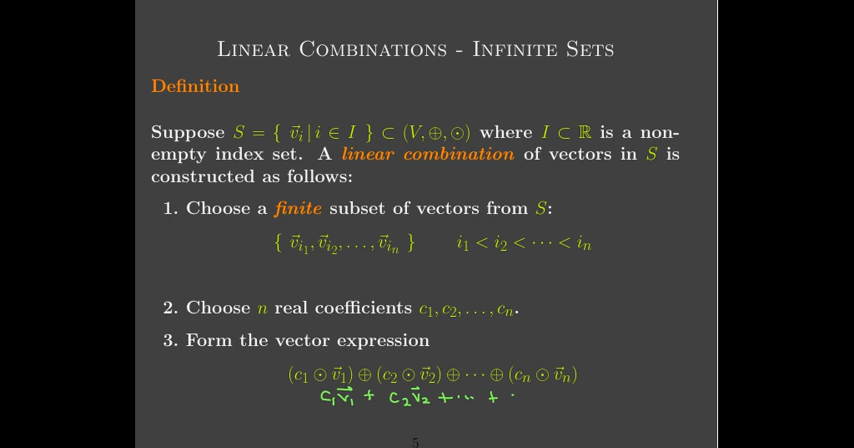 Linear Combinations - Infinite Sets
Definition
Suppose S = { v⃗ᵢ | i ∈ I } ⊂ (V, ⊕, ⊙) where I ⊂ ℝ is a non-
empty index set. A linear combination of vectors in S is
constructed as follows:
1. Choose a finite subset of vectors from S:
{ v⃗_{i₁}, v⃗_{i₂}, . . . , v⃗_{iₙ} } i₁ < i₂ < · · · < iₙ
2. Choose n real coefficients c₁, c₂, . . . , cₙ.
3. Form the vector expression
(c₁ ⊙ v⃗₁) ⊕ (c₂ ⊙ v⃗₂) ⊕ · · · ⊕ (cₙ ⊙ v⃗ₙ)
c₁v⃗₁ + c₂v⃗₂ + ... + .
5